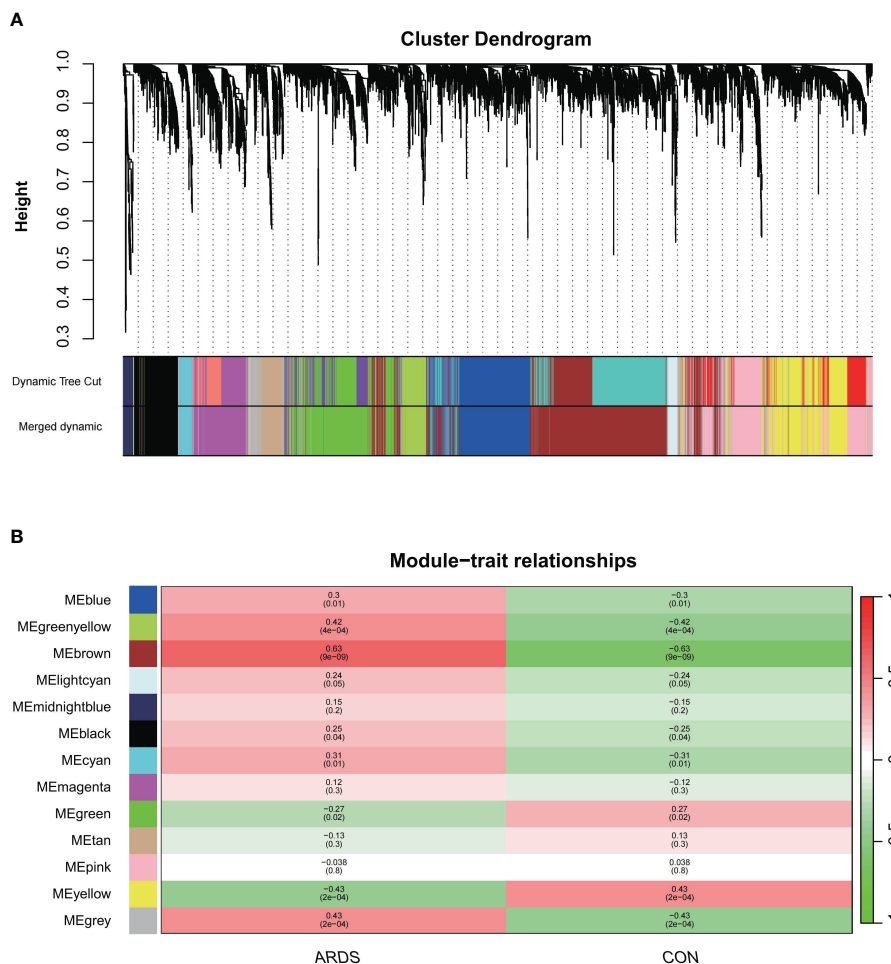 A
Cluster Dendrogram
Height
1.0
0.9
0.8
0.7
0.6
0.5
0.4
0.3
Dynamic Tree Cut
Merged dynamic
B
Module−trait relationships
MEblue 0.3 −0.3
(0.01) (0.01)
MEgreenyellow 0.42 −0.42
(4e−04) (4e−04)
MEbrown 0.63 −0.63
(9e−09) (9e−09)
MElightcyan 0.24 −0.24
(0.05) (0.05)
MEmidnightblue 0.15 −0.15
(0.2) (0.2)
MEblack 0.25 −0.25
(0.04) (0.04)
MEcyan 0.31 −0.31
(0.01) (0.01)
MEmagenta 0.12 −0.12
(0.3) (0.3)
MEgreen −0.27 0.27
(0.02) (0.02)
MEtan −0.13 0.13
(0.3) (0.3)
MEpink −0.038 0.038
(0.8) (0.8)
MEyellow −0.43 0.43
(2e−04) (2e−04)
MEgrey 0.43 −0.43
(2e−04) (2e−04)
ARDS CON